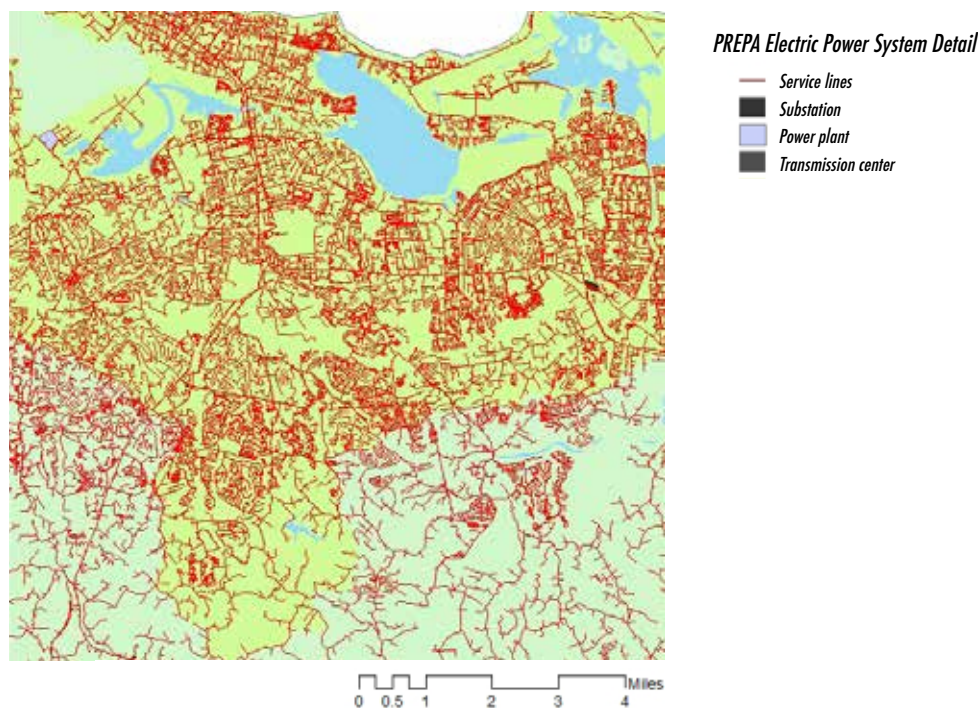 PREPA Electric Power System Detail
Service lines
Substation
Power plant
Transmission center
Miles
0 0.5 1 2 3 4